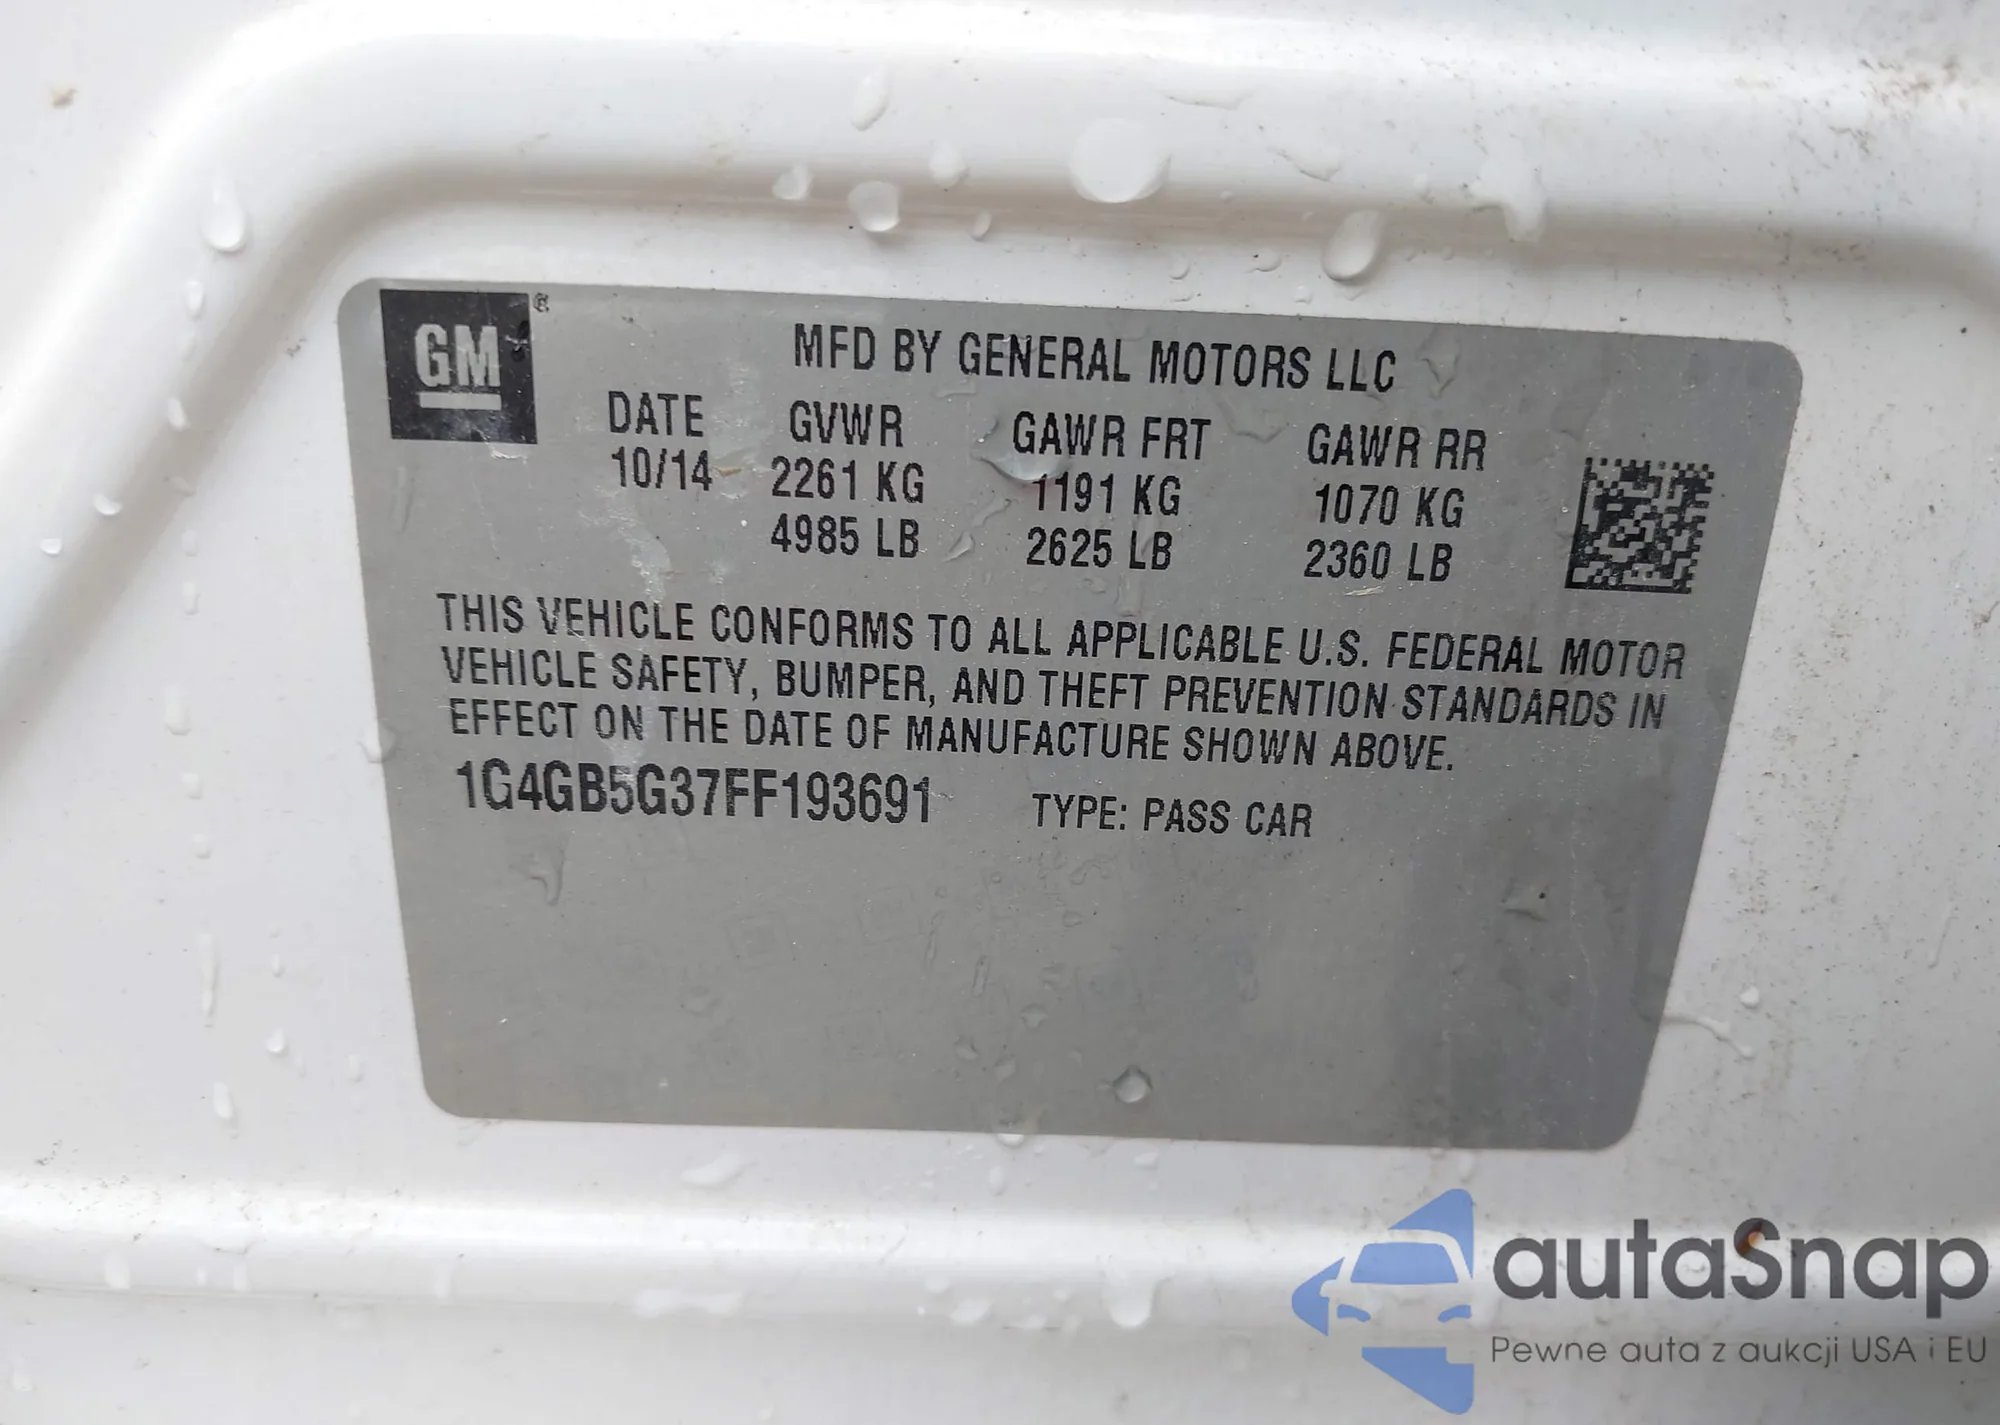 GM ®
MFD BY GENERAL MOTORS LLC
DATE GVWR GAWR FRT GAWR RR
10/14 2261 KG 1191 KG 1070 KG
4985 LB 2625 LB 2360 LB
THIS VEHICLE CONFORMS TO ALL APPLICABLE U.S. FEDERAL MOTOR
VEHICLE SAFETY, BUMPER, AND THEFT PREVENTION STANDARDS IN
EFFECT ON THE DATE OF MANUFACTURE SHOWN ABOVE.
1G4GB5G37FF193691 TYPE: PASS CAR
autaSnap
Pewne auta z aukcji USA i EU